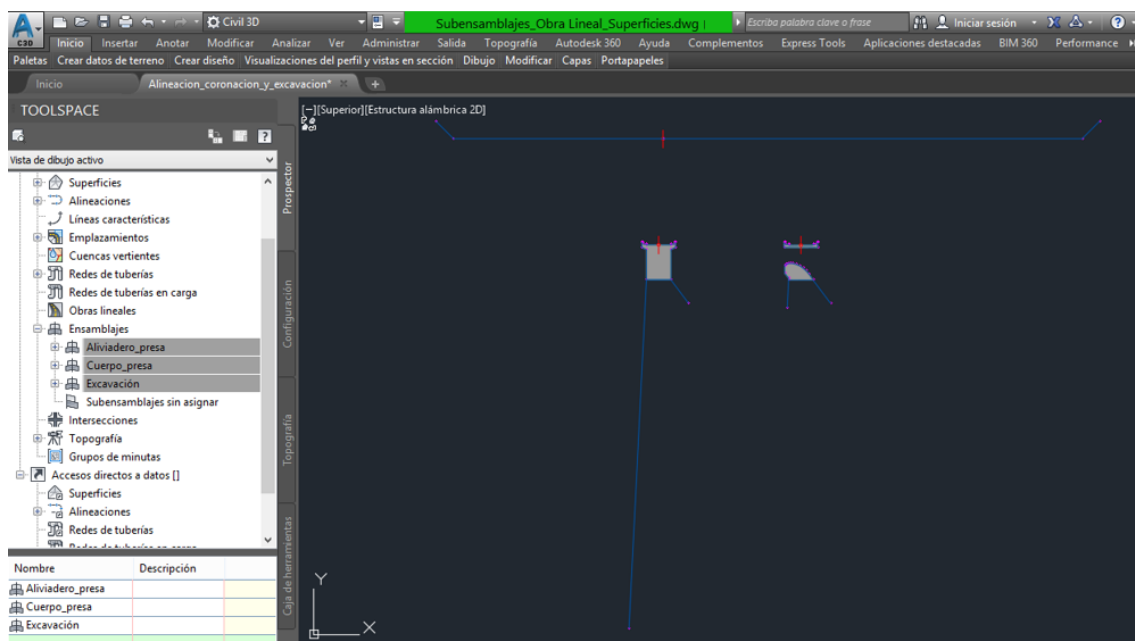 Civil 3D
Subensamblajes_Obra Lineal_Superficies.dwg
Escriba palabra clave o frase
Iniciar sesión
C3D
Inicio Insertar Anotar Modificar Analizar Ver Administrar Salida Topografía Autodesk 360 Ayuda Complementos Express Tools Aplicaciones destacadas BIM 360 Performance
Paletas Crear datos de terreno Crear diseño Visualizaciones del perfil y vistas en sección Dibujo Modificar Capas Portapapeles
Inicio Alineacion_coronacion_y_excavacion*
TOOLSPACE
[−][Superior][Estructura alámbrica 2D]
Vista de dibujo activo
Superficies
Alineaciones
Líneas características
Emplazamientos
Cuencas vertientes
Redes de tuberías
Redes de tuberías en carga
Obras lineales
Ensamblajes
Aliviadero_presa
Cuerpo_presa
Excavación
Subensamblajes sin asignar
Intersecciones
Topografía
Grupos de minutas
Accesos directos a datos []
Superficies
Alineaciones
Redes de tuberías
Redes de tuberías en carga
Prospector
Configuración
Topografía
Caja de herramientas
Nombre Descripción
Aliviadero_presa
Cuerpo_presa
Excavación
Y
X